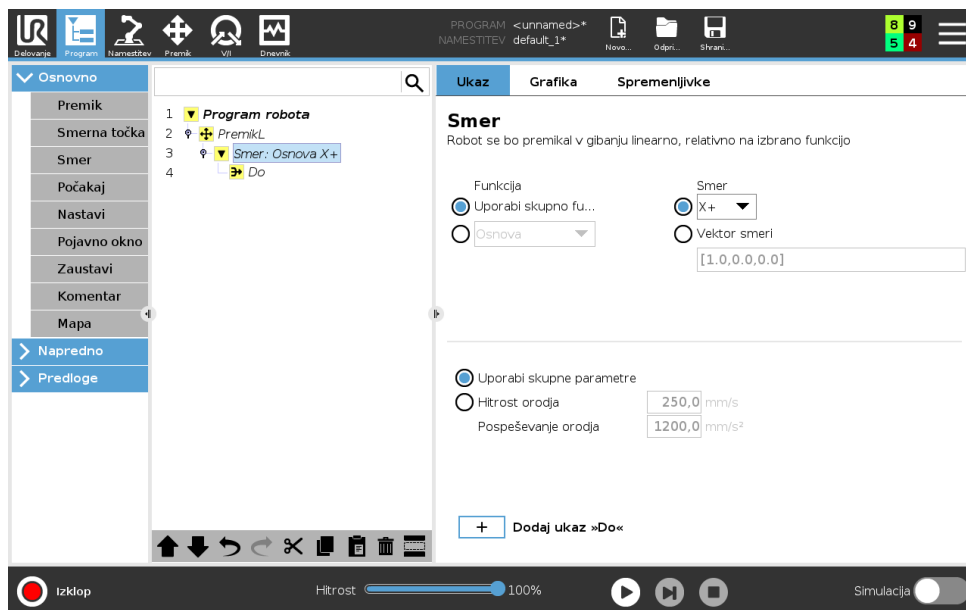 PROGRAM <unnamed>*
NAMESTITEV default_1*
Delovanje Program Namestitev Premik V/I Dnevnik
Novo... Odpri... Shrani...
8 9
5 4
Osnovno
Premik
Smerna točka
Smer
Počakaj
Nastavi
Pojavno okno
Zaustavi
Komentar
Mapa
Napredno
Predloge
1 Program robota
2 PremikL
3 Smer: Osnova X+
4 Do
Ukaz Grafika Spremenljivke
Smer
Robot se bo premikal v gibanju linearno, relativno na izbrano funkcijo
Funkcija Smer
Uporabi skupno fu... X+
Osnova Vektor smeri
[1.0,0.0,0.0]
Uporabi skupne parametre
Hitrost orodja 250,0 mm/s
Pospeševanje orodja 1200,0 mm/s²
+ Dodaj ukaz »Do«
Izklop Hitrost 100% Simulacija